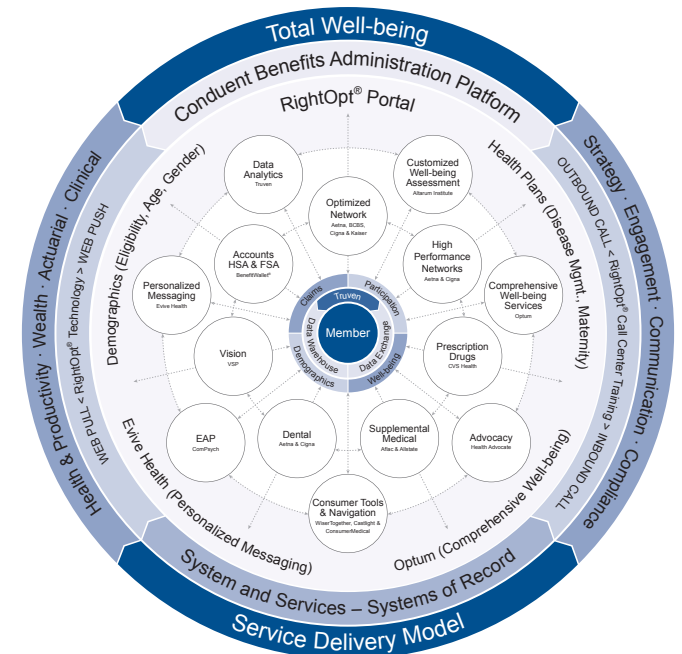 Total Well-being
Conduent Benefits Administration Platform
RightOpt® Portal
Health & Productivity · Wealth · Actuarial · Clinical
WEB PULL < RightOpt® Technology > WEB PUSH
Demographics (Eligibility, Age, Gender)
Strategy · Engagement · Communication · Compliance
OUTBOUND CALL < RightOpt® Call Center Training > INBOUND CALL
Health Plans (Disease Mgmt., Maternity)
Data
Analytics
Truven
Customized
Well-being
Assessment
Altarum Institute
Optimized
Network
Aetna, BCBS,
Cigna & Kaiser
Accounts
HSA & FSA
BenefitWallet®
High
Performance
Networks
Aetna & Cigna
Personalized
Messaging
Evive Health
Comprehensive
Well-being
Services
Optum
Claims
Participation
Truven
Member
Data Warehouse
Data Exchange
Demographics
Well-being
Vision
VSP
Prescription
Drugs
CVS Health
EAP
ComPsych
Dental
Aetna & Cigna
Supplemental
Medical
Aflac & Allstate
Advocacy
Health Advocate
Consumer Tools
& Navigation
WiserTogether, Castlight &
ConsumerMedical
Evive Health (Personalized Messaging)
Optum (Comprehensive Well-being)
System and Services – Systems of Record
Service Delivery Model